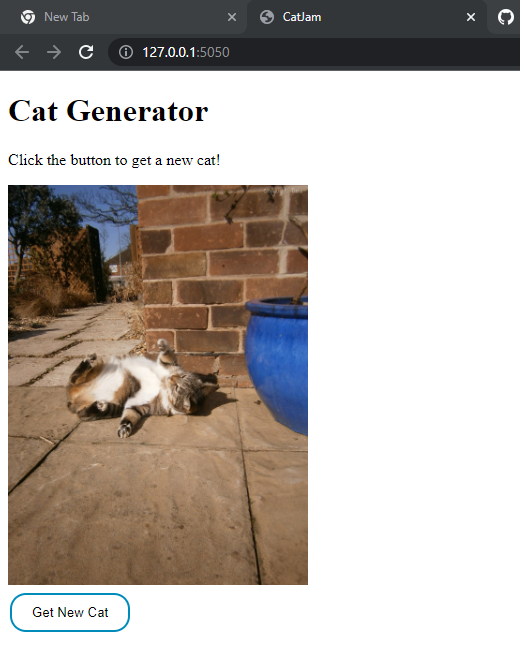 New Tab
CatJam
127.0.0.1:5050
Cat Generator
Click the button to get a new cat!
Get New Cat